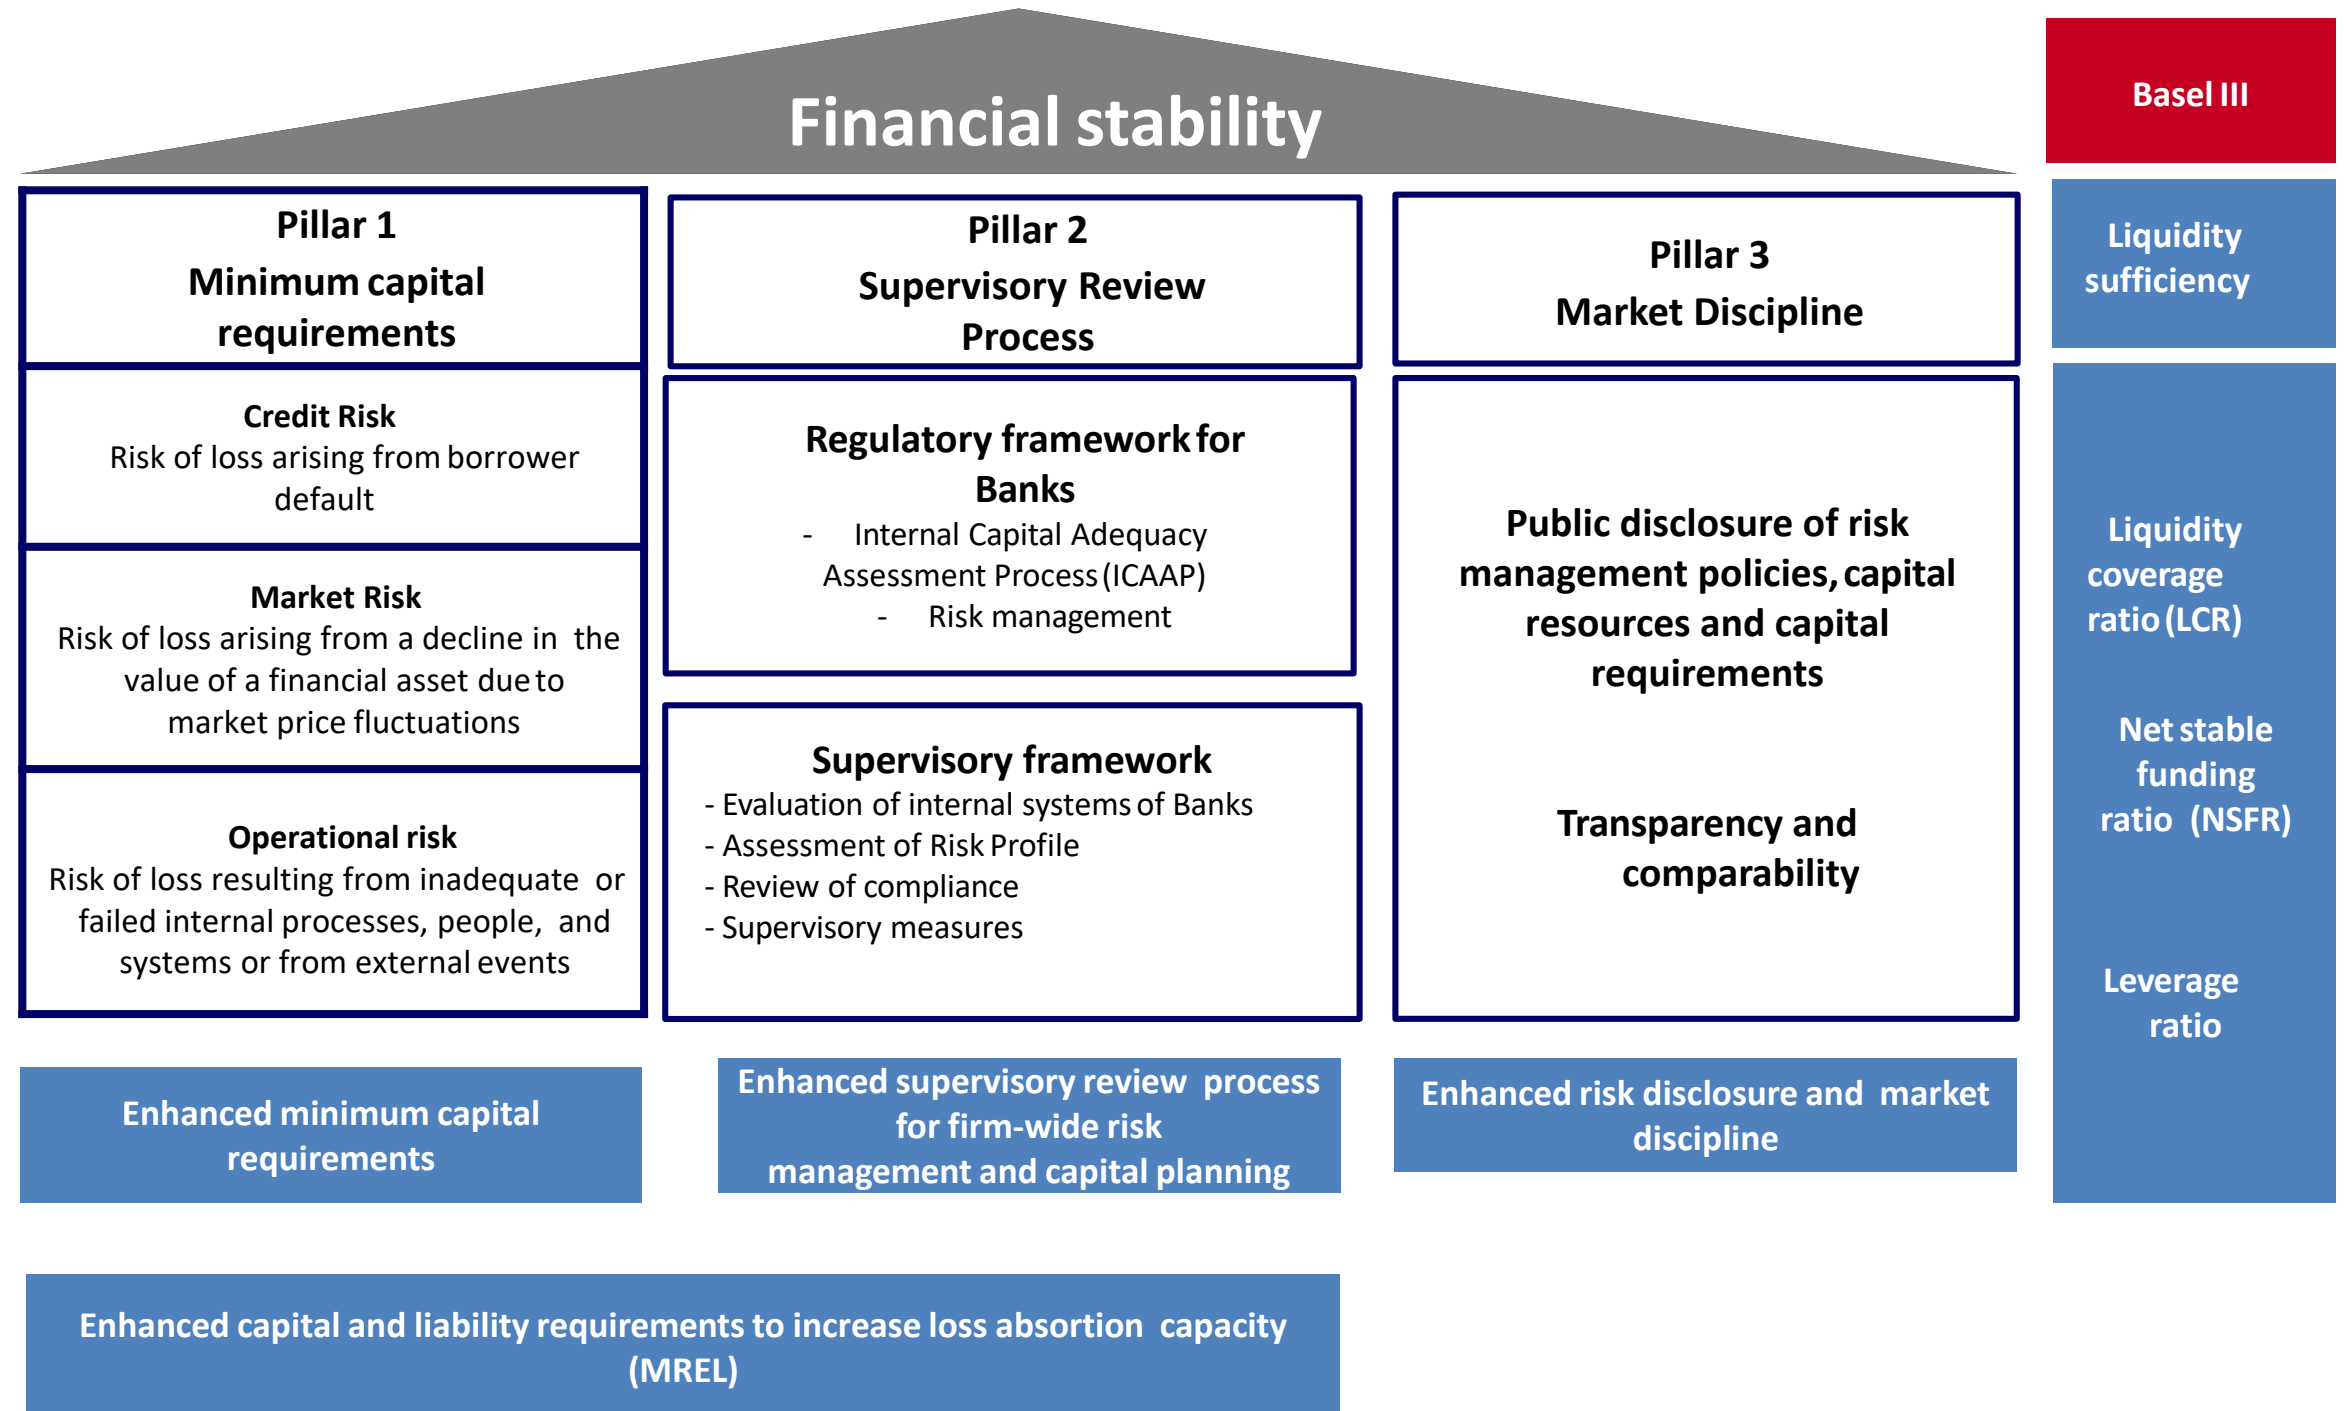 Financial stability
Basel III
Pillar 1
Minimum capital
requirements
Credit Risk
Risk of loss arising from borrower
default
Market Risk
Risk of loss arising from a decline in the
value of a financial asset due to
market price fluctuations
Operational risk
Risk of loss resulting from inadequate or
failed internal processes, people, and
systems or from external events
Enhanced minimum capital
requirements
Pillar 2
Supervisory Review
Process
Regulatory framework for
Banks
- Internal Capital Adequacy
Assessment Process (ICAAP)
- Risk management
Supervisory framework
- Evaluation of internal systems of Banks
- Assessment of Risk Profile
- Review of compliance
- Supervisory measures
Enhanced supervisory review process
for firm-wide risk
management and capital planning
Pillar 3
Market Discipline
Public disclosure of risk
management policies, capital
resources and capital
requirements
Transparency and
comparability
Enhanced risk disclosure and market
discipline
Liquidity
sufficiency
Liquidity
coverage
ratio (LCR)
Net stable
funding
ratio (NSFR)
Leverage
ratio
Enhanced capital and liability requirements to increase loss absortion capacity
(MREL)